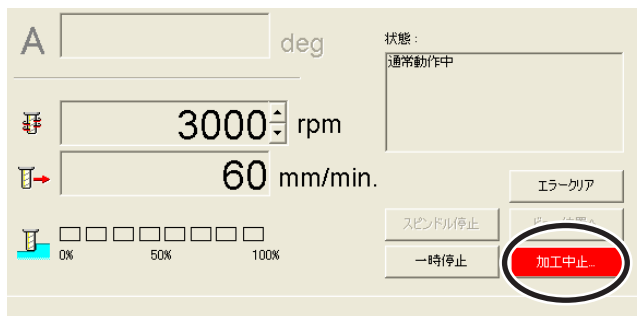 A
deg
状態:
通常動作中
3000 rpm
60 mm/min.
エラークリア
スピンドル停止
0% 50% 100%
一時停止
加工中止...